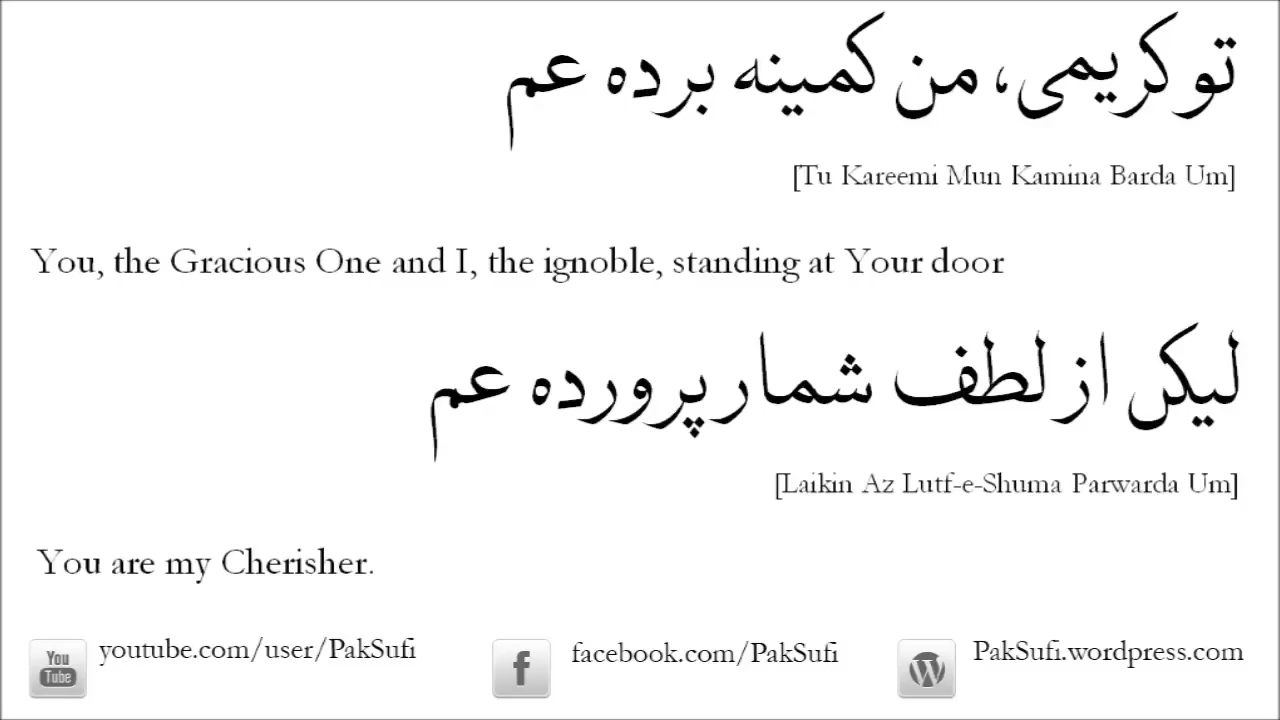 تو کریمی، من کمینه برده عم
[Tu Kareemi Mun Kamina Barda Um]
You, the Gracious One and I, the ignoble, standing at Your door
لیکن از لطف شمار پرورده عم
[Laikin Az Lutf-e-Shuma Parwarda Um]
You are my Cherisher.
You Tube youtube.com/user/PakSufi
f facebook.com/PakSufi
W PakSufi.wordpress.com